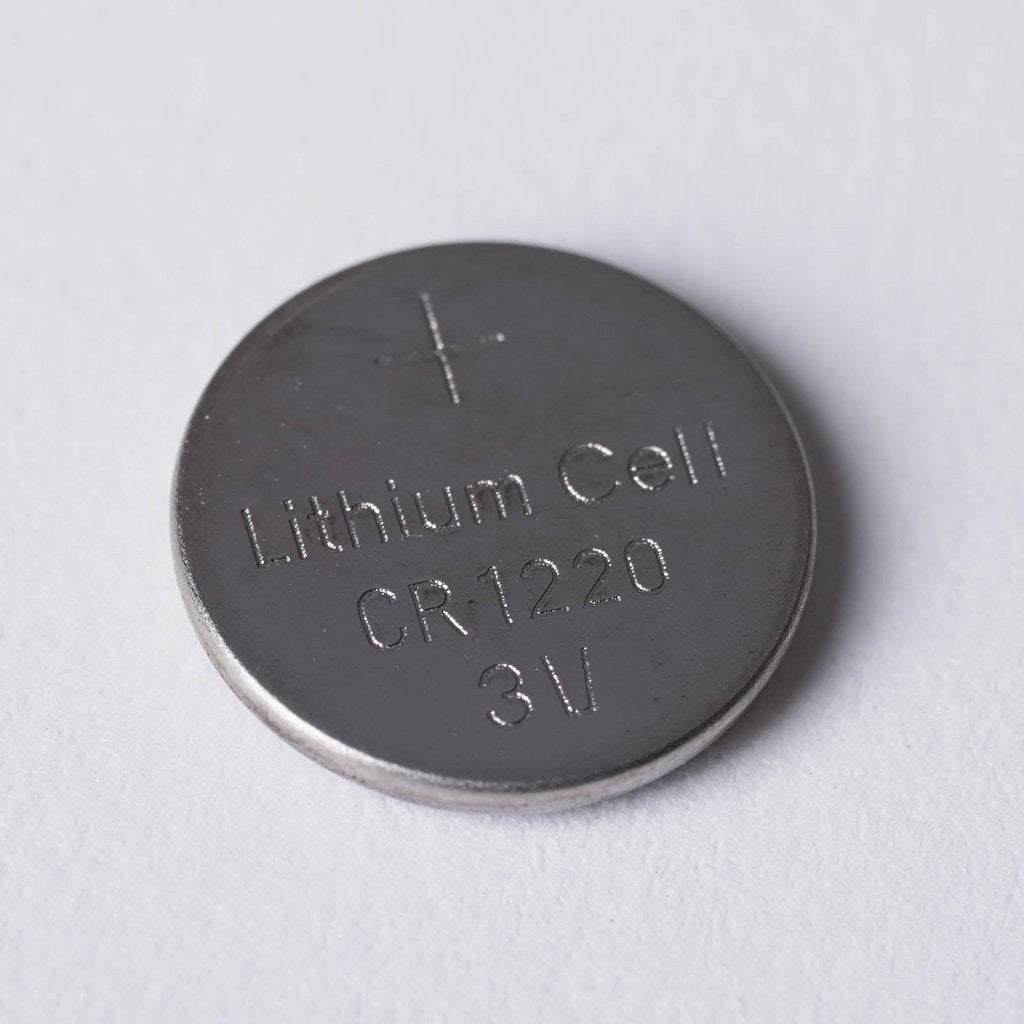 +
Lithium Cell
CR1220
3V